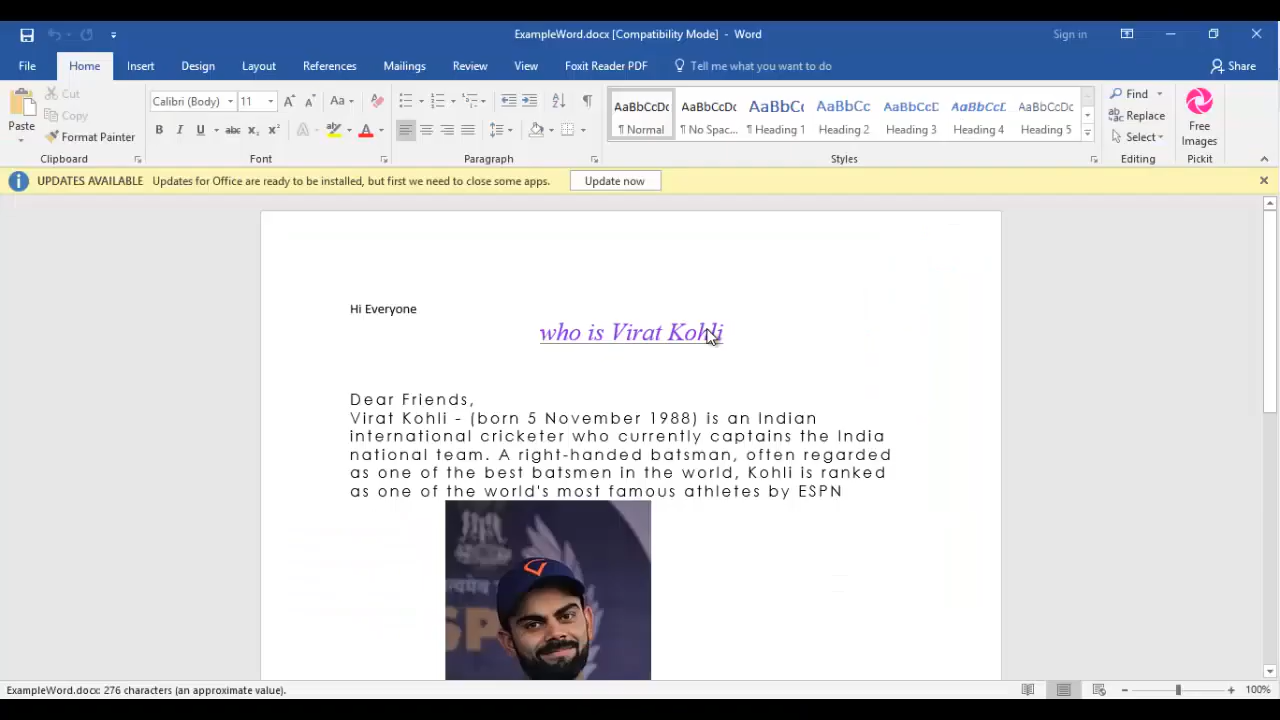 ExampleWord.docx [Compatibility Mode] - Word
Sign in
File Home Insert Design Layout References Mailings Review View Foxit Reader PDF Tell me what you want to do Share
Paste
Cut
Copy
Format Painter
Clipboard
Calibri (Body) 11 Aa
B I U abc X2 X2 A A
Font
Paragraph
AaBbCcDc AaBbCcDc AaBbCc AaBbCc AaBbCcD AaBbCcL AaBbCcDc
¶ Normal ¶ No Spac... Heading 1 Heading 2 Heading 3 Heading 4 Heading 5
Styles
Find
Replace
Select
Editing
Free
Images
Pickit
UPDATES AVAILABLE Updates for Office are ready to be installed, but first we need to close some apps. Update now
Hi Everyone
who is Virat Kohli
Dear Friends,
Virat Kohli - (born 5 November 1988) is an Indian
international cricketer who currently captains the India
national team. A right-handed batsman, often regarded
as one of the best batsmen in the world, Kohli is ranked
as one of the world's most famous athletes by ESPN
ExampleWord.docx: 276 characters (an approximate value).
100%